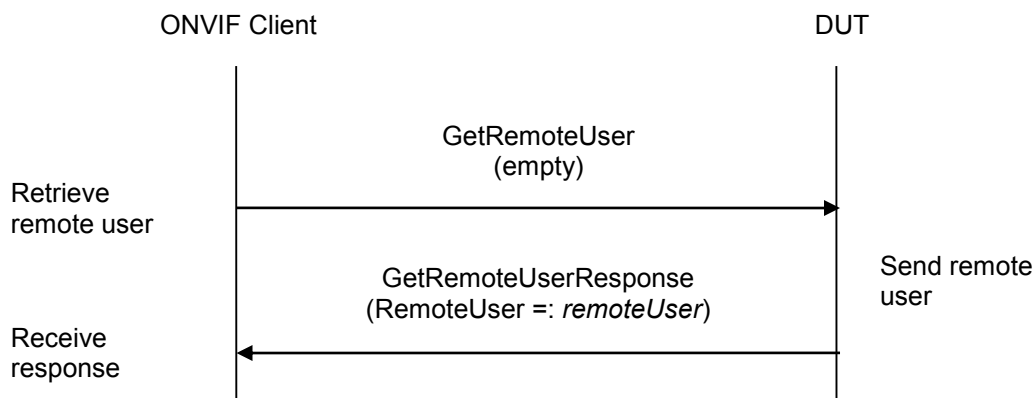 ONVIF Client
DUT
GetRemoteUser
(empty)
Retrieve
remote user
GetRemoteUserResponse
(RemoteUser =: remoteUser)
Send remote
user
Receive
response